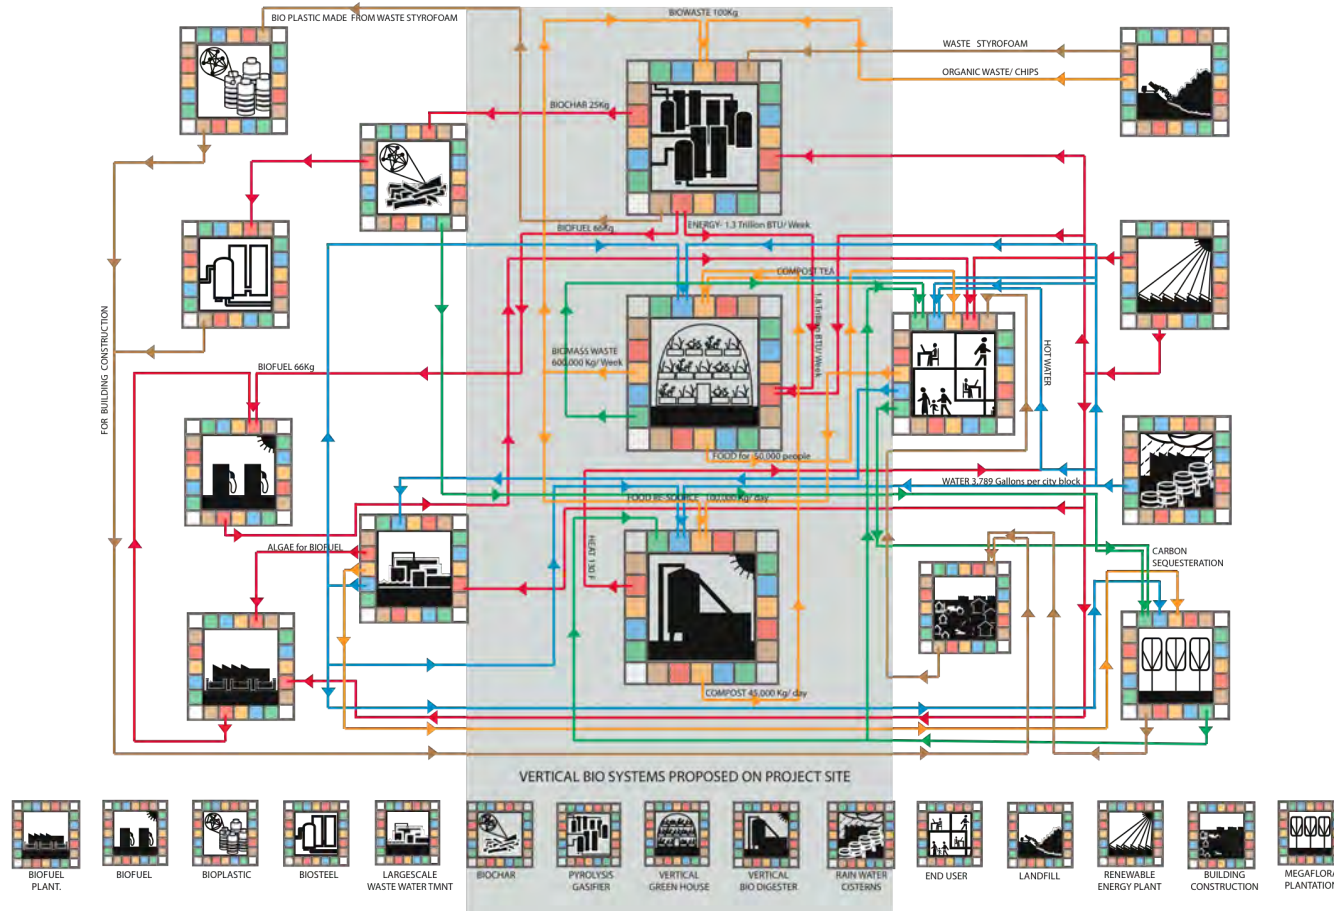 BIO PLASTIC MADE FROM WASTE STYROFOAM
BIOWASTE 100Kg
WASTE STYROFOAM
ORGANIC WASTE/ CHIPS
BIOCHAR 25Kg
BIOFUEL 66Kg
ENERGY- 1.3 Trillion BTU/ Week
COMPOST TEA
1.8 Trillion BTU/ Week
FOR BUILDING CONSTRUCTION
BIOMASS WASTE
600,000 Kg/ Week
HOT WATER
BIOFUEL 66Kg
FOOD for 50,000 people
WATER 3,789 Gallons per city block
FOOD RE-SOURCE 100,000 Kg/ day
HEAT 130 F
ALGAE for BIOFUEL
CARBON
SEQUESTERATION
COMPOST 45,000 Kg/ day
VERTICAL BIO SYSTEMS PROPOSED ON PROJECT SITE
BIOFUEL
PLANT.
BIOFUEL
BIOPLASTIC
BIOSTEEL
LARGESCALE
WASTE WATER TMNT
BIOCHAR
PYROLYSIS
GASIFIER
VERTICAL
GREEN HOUSE
VERTICAL
BIO DIGESTER
RAIN WATER
CISTERNS
END USER
LANDFILL
RENEWABLE
ENERGY PLANT
BUILDING
CONSTRUCTION
MEGAFLORA
PLANTATION